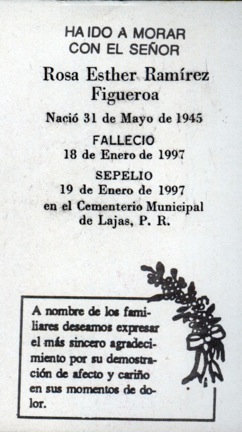 HA IDO A MORAR
CON EL SEÑOR
Rosa Esther Ramírez
Figueroa
Nació 31 de Mayo de 1945
FALLECIO
18 de Enero de 1997
SEPELIO
19 de Enero de 1997
en el Cementerio Municipal
de Lajas, P. R.
A nombre de los fami-
liares deseamos expresar
el más sincero agradeci-
miento por su demostra-
ción de afecto y cariño
en sus momentos de do-
lor.